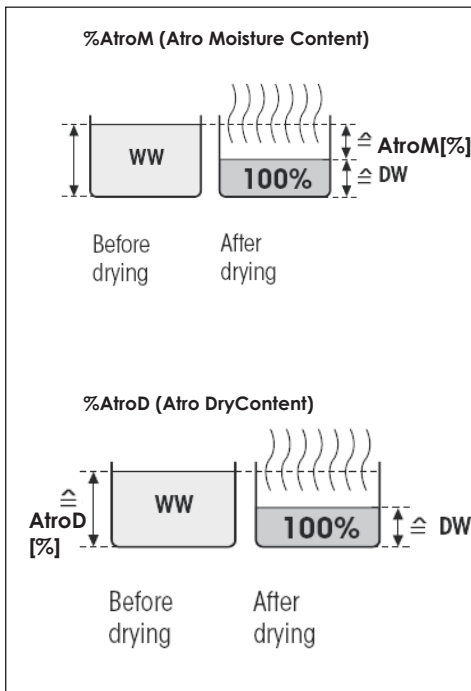 %AtroM (Atro Moisture Content)
WW
100%
≙ AtroM[%]
≙ DW
Before
drying
After
drying
%AtroD (Atro DryContent)
≙
AtroD
[%]
WW
100%
≙ DW
Before
drying
After
drying